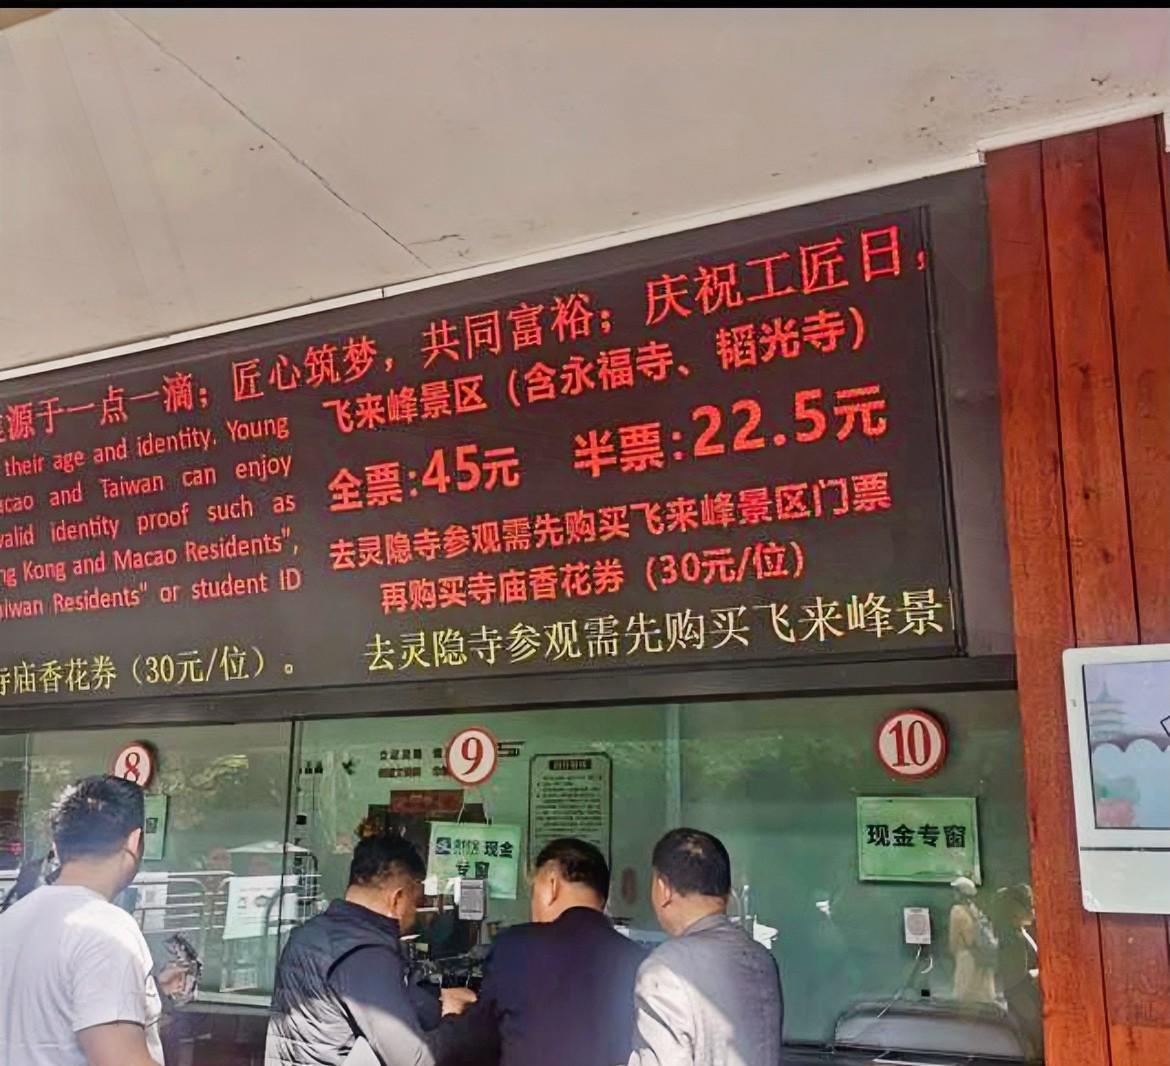 源于一点一滴；匠心筑梦，共同富裕；庆祝工匠日，
their age and identity. Young
and Taiwan can enjoy
valid identity proof such as
Kong and Macao Residents",
Residents" or student ID
飞来峰景区（含永福寺、韬光寺）
全票:45元 半票:22.5元
去灵隐寺参观需先购买飞来峰景区门票
再购买寺庙香花券（30元/位）
寺庙香花券（30元/位）。 去灵隐寺参观需先购买飞来峰景
8
9
10
现金
专窗
现金专窗